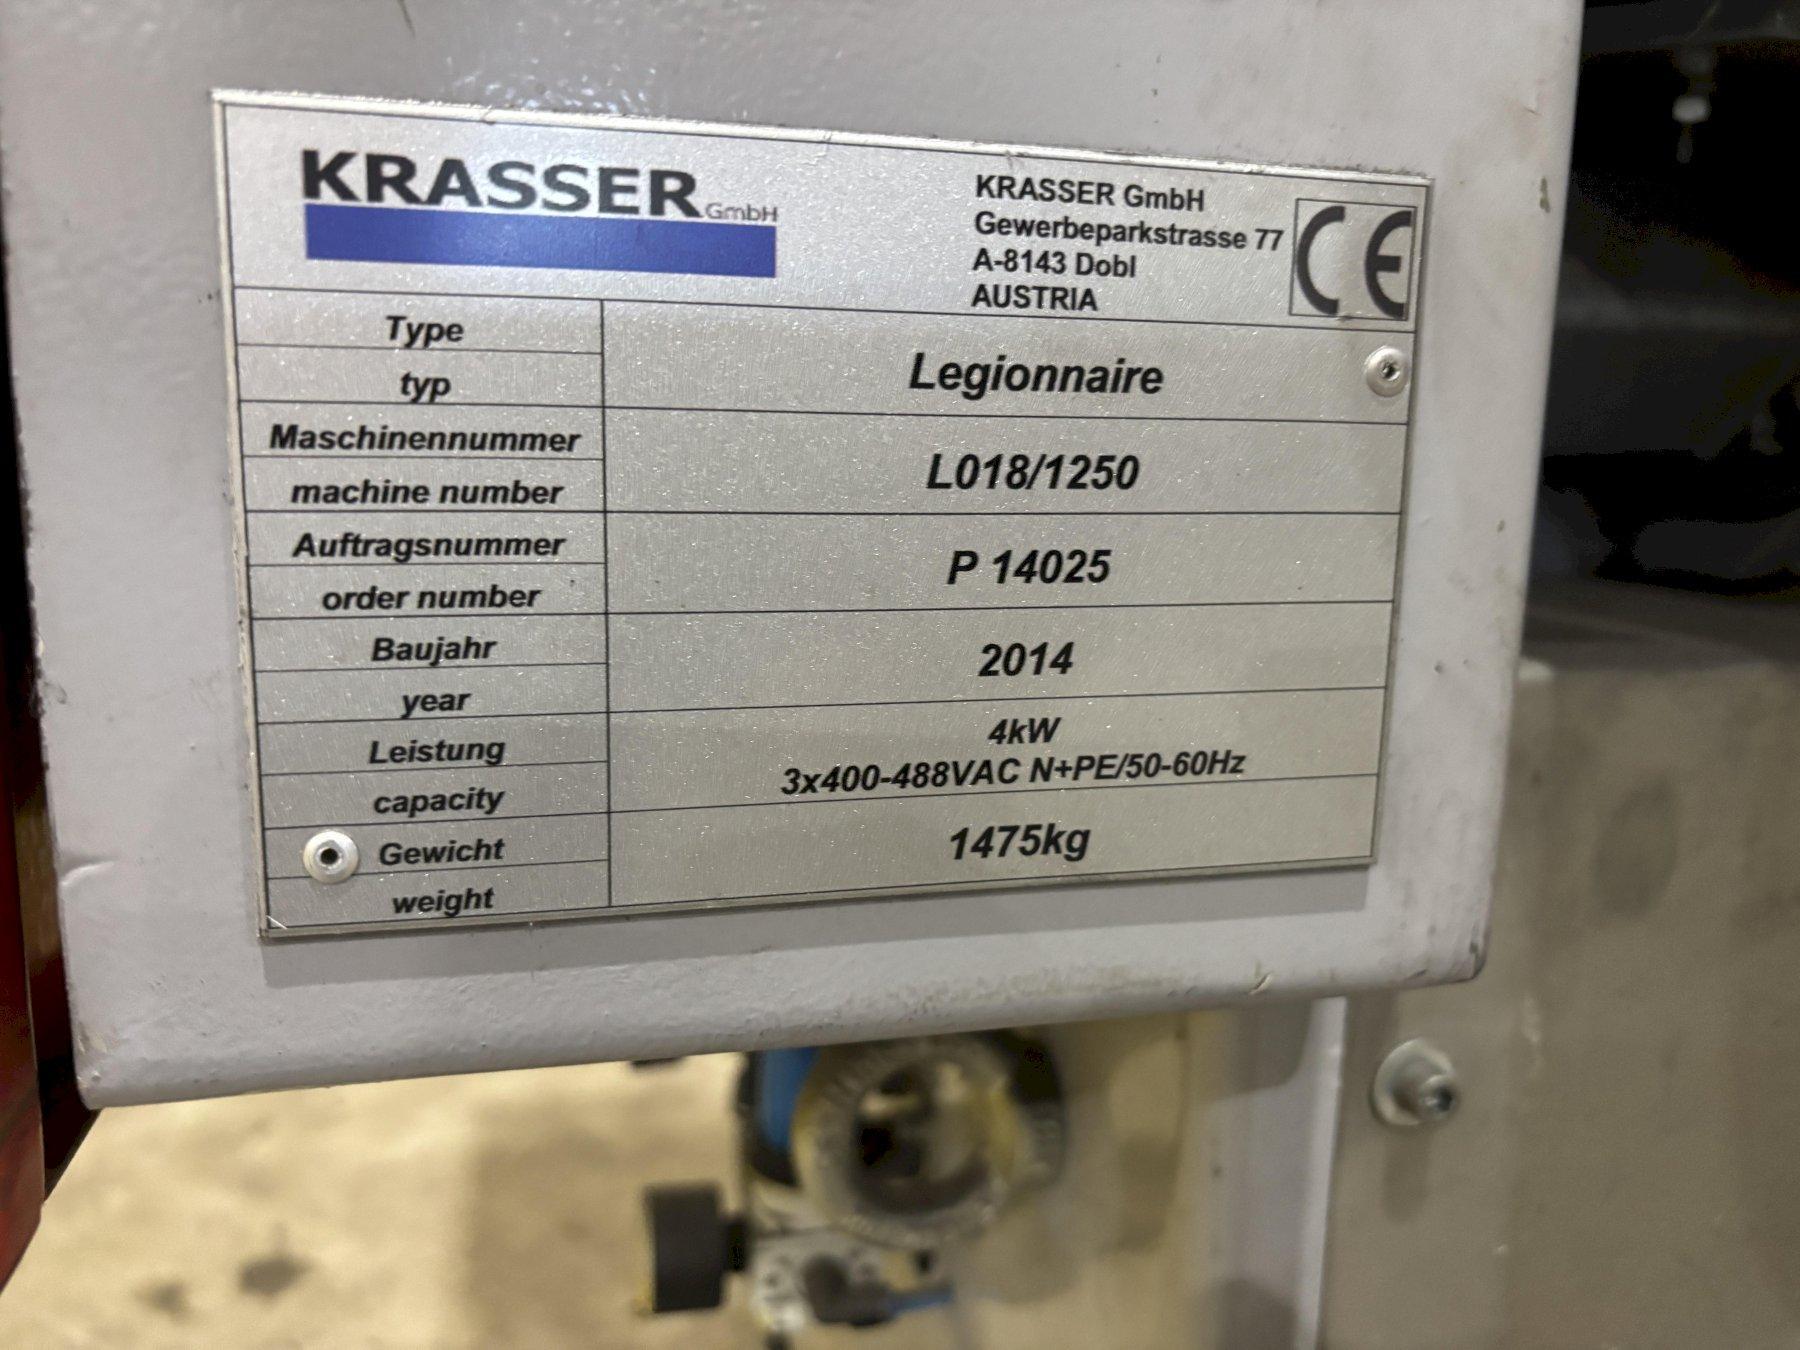 KRASSER GmbH
KRASSER GmbH
Gewerbeparkstrasse 77
A-8143 Dobl
AUSTRIA
CE
Type
typ
Legionnaire
Maschinennummer
machine number
L018/1250
Auftragsnummer
order number
P 14025
Baujahr
year
2014
Leistung
capacity
4kW
3x400-488VAC N+PE/50-60Hz
Gewicht
weight
1475kg